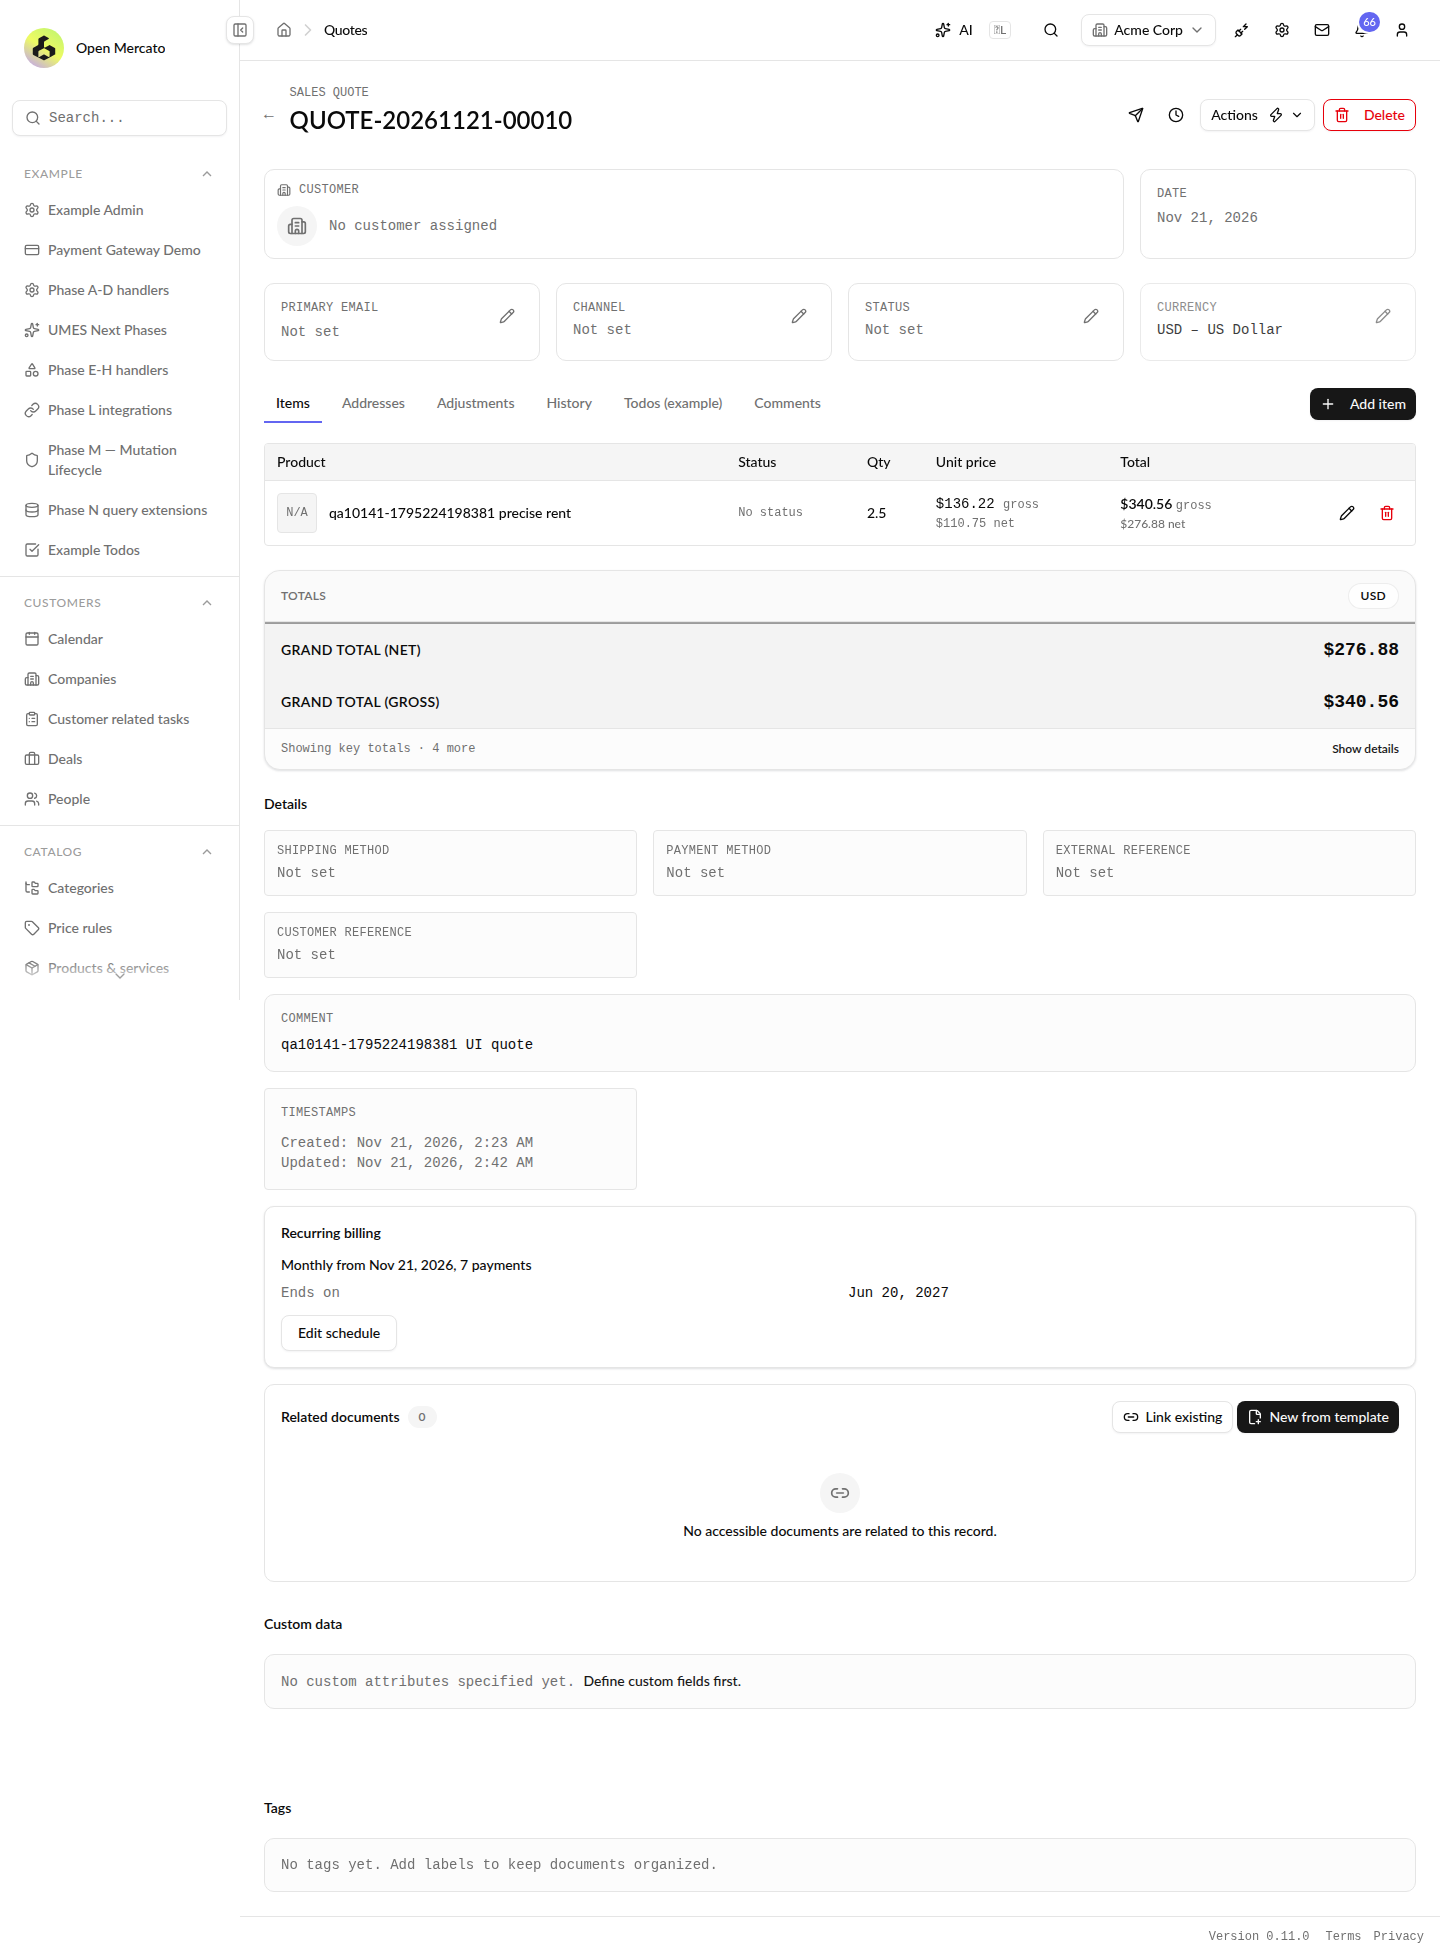 Open Mercato
Search...
EXAMPLE
Example Admin
Payment Gateway Demo
Phase A-D handlers
UMES Next Phases
Phase E-H handlers
Phase L integrations
Phase M — Mutation
Lifecycle
Phase N query extensions
Example Todos
CUSTOMERS
Calendar
Companies
Customer related tasks
Deals
People
CATALOG
Categories
Price rules
Products & services
Quotes
AI
L
Acme Corp
66
SALES QUOTE
← QUOTE-20261121-00010
Actions
Delete
CUSTOMER
No customer assigned
DATE
Nov 21, 2026
PRIMARY EMAIL
Not set
CHANNEL
Not set
STATUS
Not set
CURRENCY
USD – US Dollar
Items Addresses Adjustments History Todos (example) Comments
Add item
Product Status Qty Unit price Total
N/A qa10141-1795224198381 precise rent No status 2.5 $136.22 gross $340.56 gross
$110.75 net $276.88 net
TOTALS USD
GRAND TOTAL (NET) $276.88
GRAND TOTAL (GROSS) $340.56
Showing key totals · 4 more Show details
Details
SHIPPING METHOD
Not set
PAYMENT METHOD
Not set
EXTERNAL REFERENCE
Not set
CUSTOMER REFERENCE
Not set
COMMENT
qa10141-1795224198381 UI quote
TIMESTAMPS
Created: Nov 21, 2026, 2:23 AM
Updated: Nov 21, 2026, 2:42 AM
Recurring billing
Monthly from Nov 21, 2026, 7 payments
Ends on Jun 20, 2027
Edit schedule
Related documents 0
Link existing
New from template
No accessible documents are related to this record.
Custom data
No custom attributes specified yet. Define custom fields first.
Tags
No tags yet. Add labels to keep documents organized.
Version 0.11.0 Terms Privacy